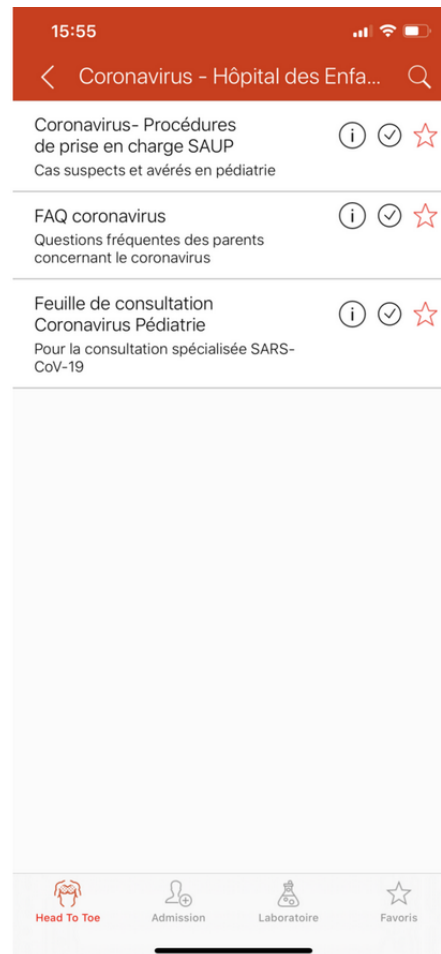 15:55
Coronavirus - Hôpital des Enfa...
Coronavirus- Procédures
de prise en charge SAUP
Cas suspects et avérés en pédiatrie
FAQ coronavirus
Questions fréquentes des parents
concernant le coronavirus
Feuille de consultation
Coronavirus Pédiatrie
Pour la consultation spécialisée SARS-
CoV-19
Head To Toe
Admission
Laboratoire
Favoris